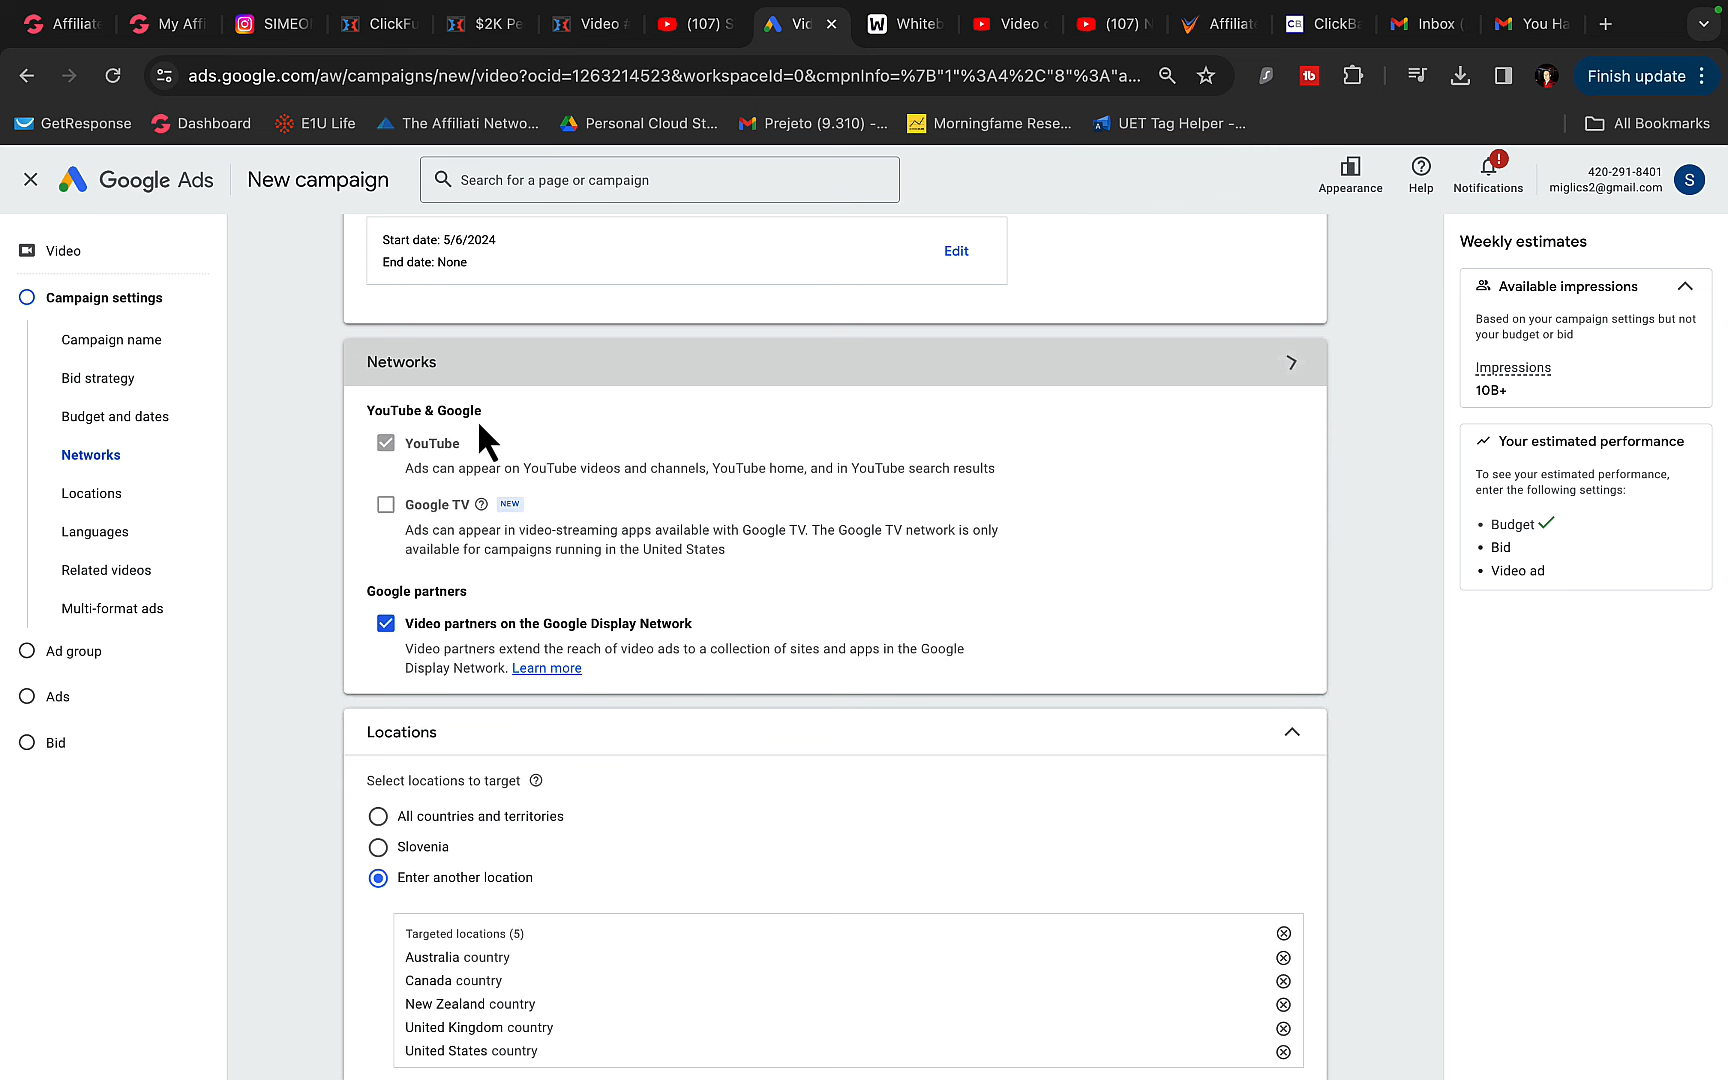 Affiliate
My Affi
SIMEO
ClickFu
$2K Pe
Video
(107) S
Vid
Whiteb
Video
(107) N
Affiliate
ClickBa
Inbox (
You Ha
ads.google.com/aw/campaigns/new/video?ocid=1263214523&workspaceId=0&cmpnInfo=%7B"1"%3A4%2C"8"%3A"a...
Finish update
GetResponse
Dashboard
E1U Life
The Affiliati Netwo...
Personal Cloud St...
Prejeto (9.310) -...
Morningfame Rese...
UET Tag Helper -...
All Bookmarks
Google Ads
New campaign
Search for a page or campaign
Appearance
Help
Notifications
420-291-8401
miglics2@gmail.com
S
Video
Campaign settings
Campaign name
Bid strategy
Budget and dates
Networks
Locations
Languages
Related videos
Multi-format ads
Ad group
Ads
Bid
Start date: 5/6/2024
End date: None
Edit
Networks
YouTube & Google
YouTube
Ads can appear on YouTube videos and channels, YouTube home, and in YouTube search results
Google TV
NEW
Ads can appear in video-streaming apps available with Google TV. The Google TV network is only
available for campaigns running in the United States
Google partners
Video partners on the Google Display Network
Video partners extend the reach of video ads to a collection of sites and apps in the Google
Display Network. Learn more
Locations
Select locations to target
All countries and territories
Slovenia
Enter another location
Targeted locations (5)
Australia country
Canada country
New Zealand country
United Kingdom country
United States country
Weekly estimates
Available impressions
Based on your campaign settings but not
your budget or bid
Impressions
10B+
Your estimated performance
To see your estimated performance,
enter the following settings:
• Budget
• Bid
• Video ad